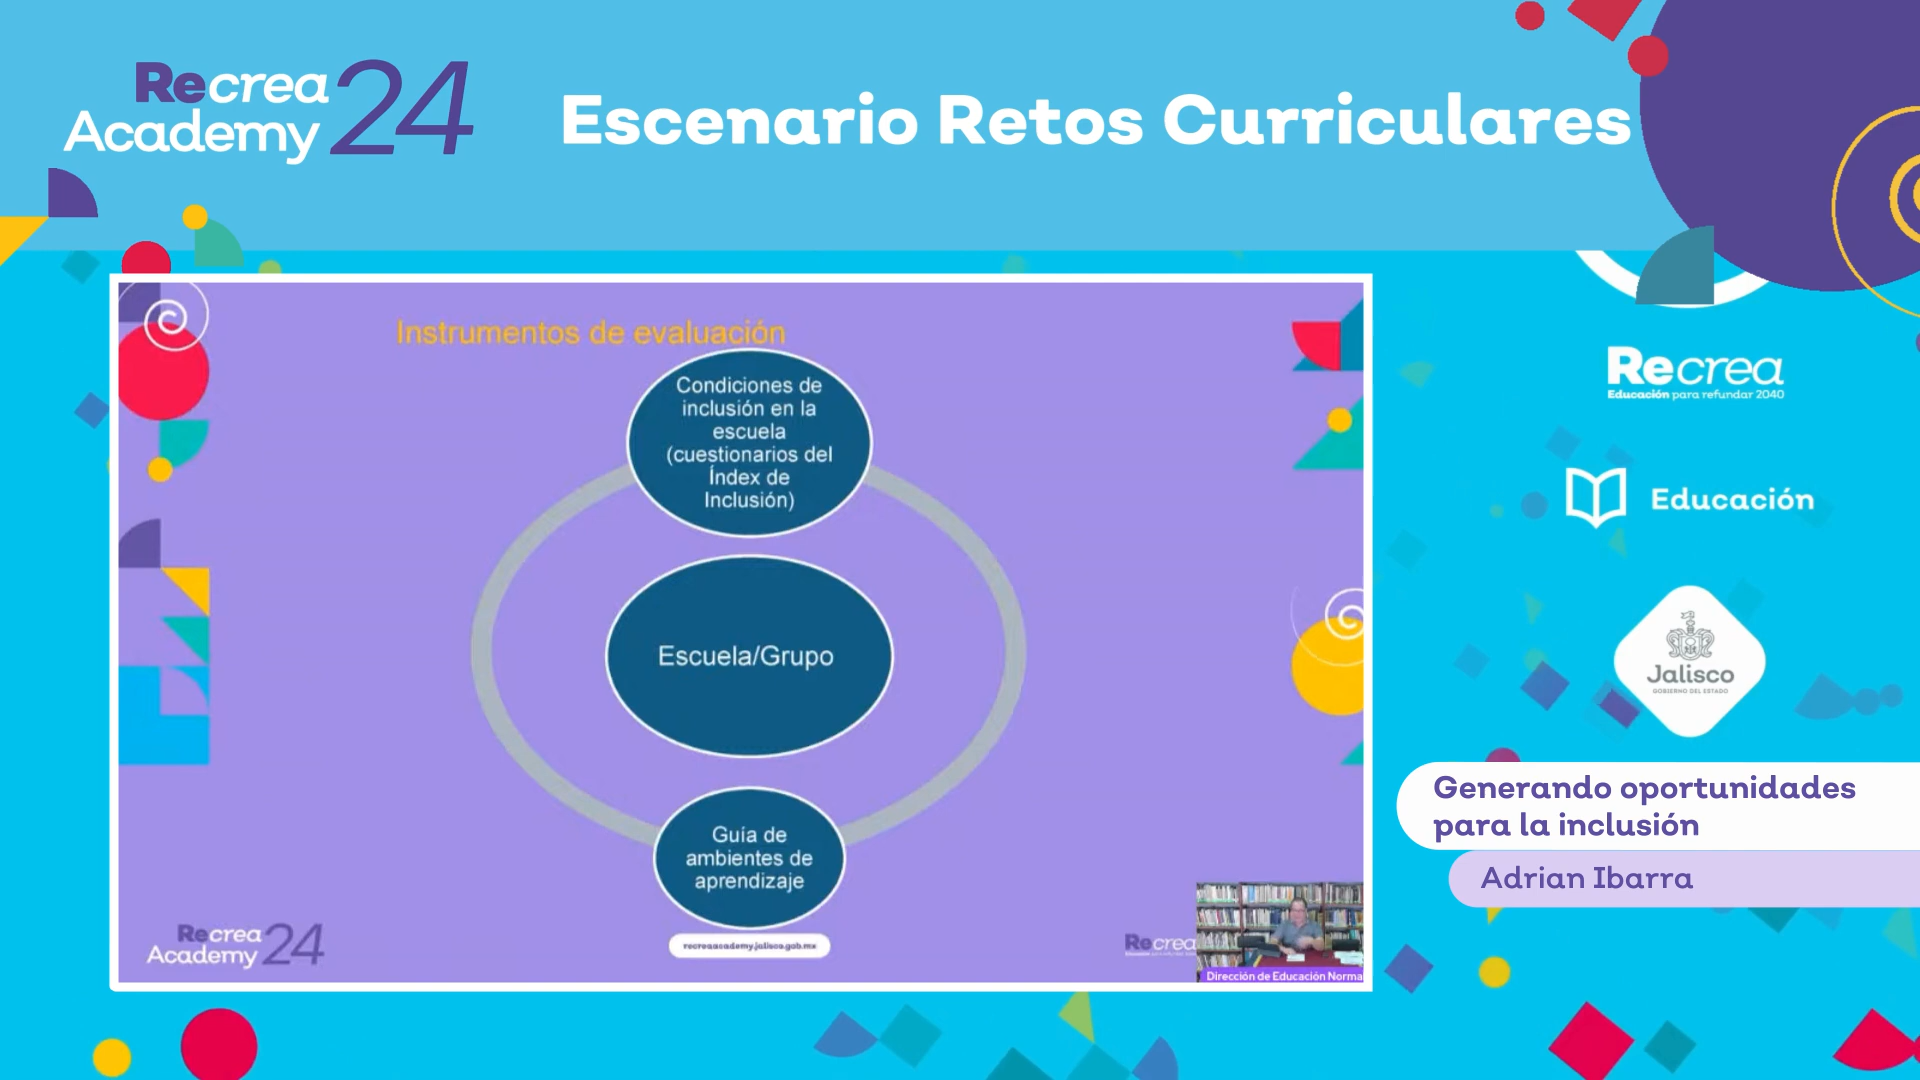 Recrea
Academy 24
Escenario Retos Curriculares
Instrumentos de evaluación
Condiciones de
inclusión en la
escuela
(cuestionarios del
Índex de
Inclusión)
Escuela/Grupo
Guía de
ambientes de
aprendizaje
Recrea
Academy 24
recreaacademy.jalisco.gob.mx
Recrea
Dirección de Educación Norma
Recrea
Educación para refundar 2040
Educación
Jalisco
GOBIERNO DEL ESTADO
Generando oportunidades
para la inclusión
Adrian Ibarra